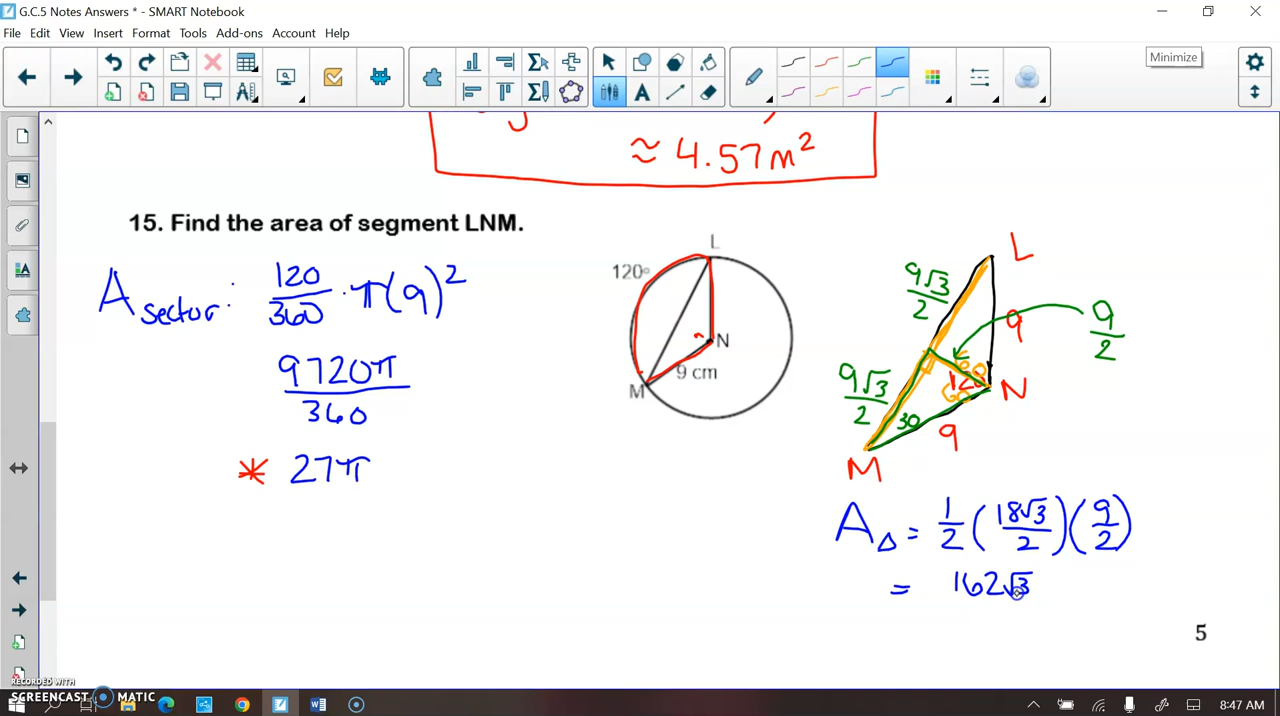 G.C.5 Notes Answers * - SMART Notebook
File Edit View Insert Format Tools Add-ons Account Help
Minimize
≈ 4.57m²
15. Find the area of segment LNM.
A sector: 120/360 · π(9)²
9720π/360
* 27π
L
120°
N
9 cm
M
L
9√3/2
9
9/2
60
120
60
N
9√3/2
30
9
M
A△ = 1/2 (18√3/2)(9/2)
= 162√3
5
SCREENCAST MATIC
8:47 AM